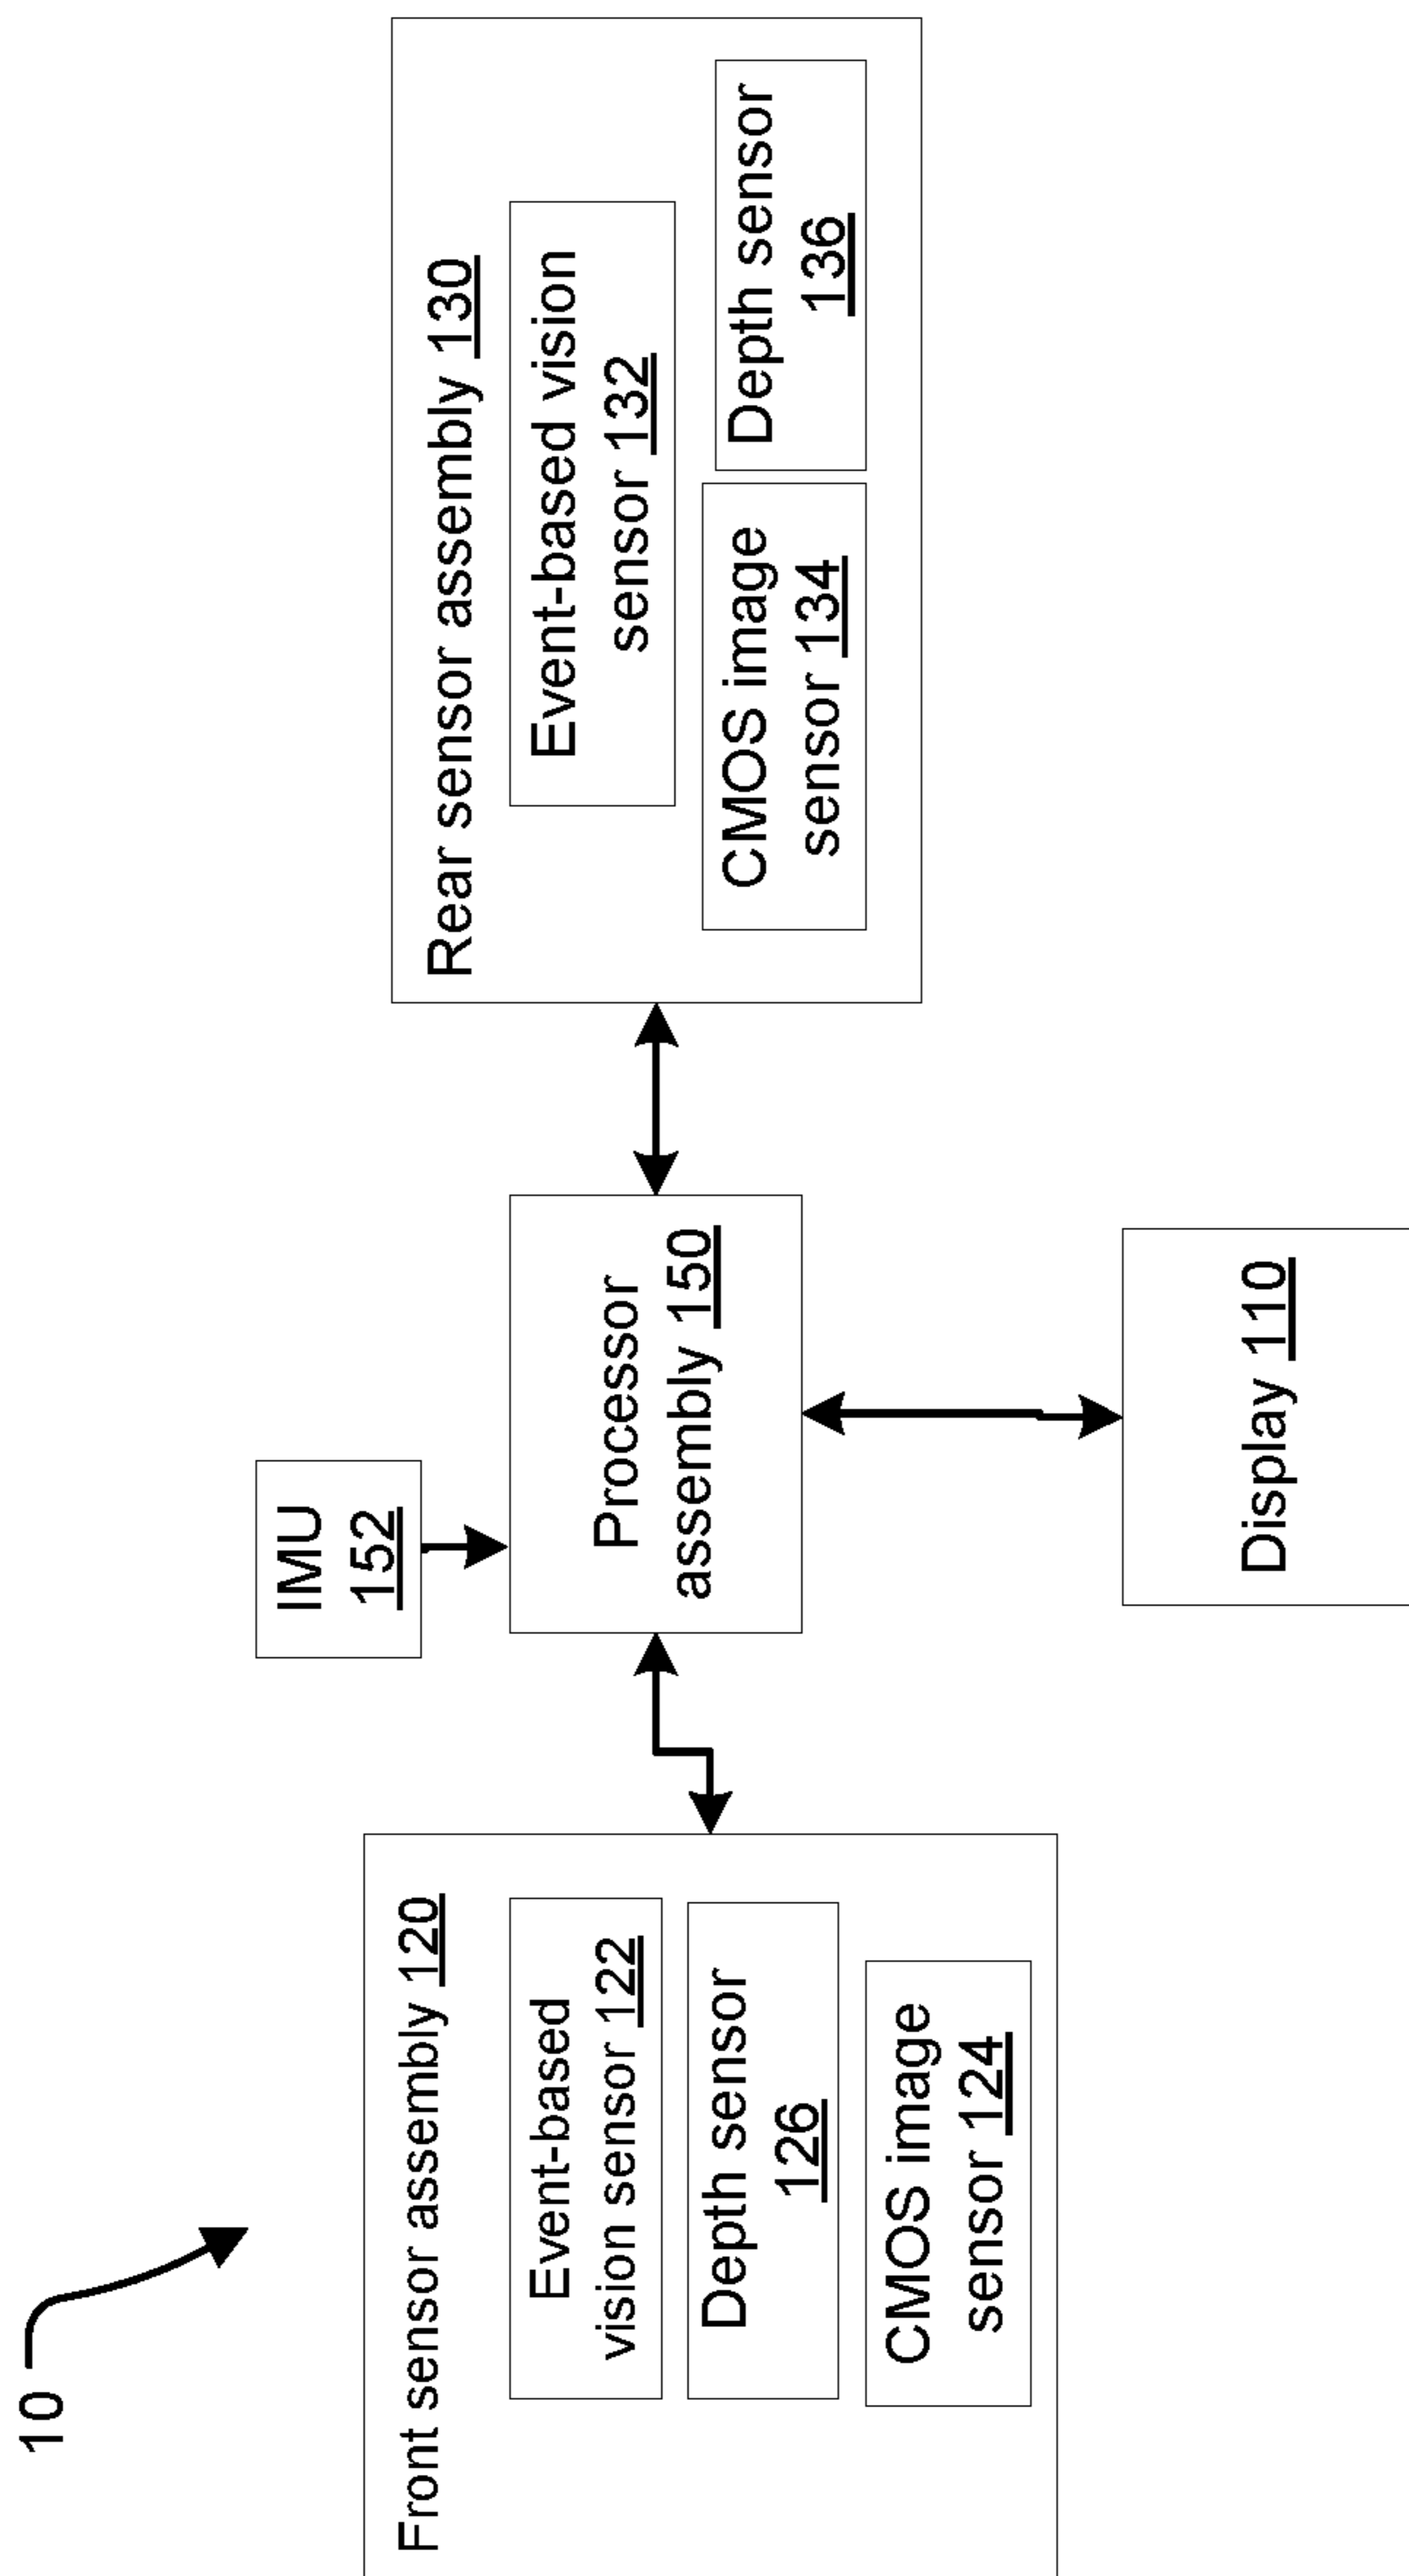 10
Front sensor assembly 120
Event-based
vision sensor 122
Depth sensor
126
CMOS image
sensor 124
IMU
152
Processor
assembly 150
Display 110
Rear sensor assembly 130
Event-based vision
sensor 132
CMOS image
sensor 134
Depth sensor
136